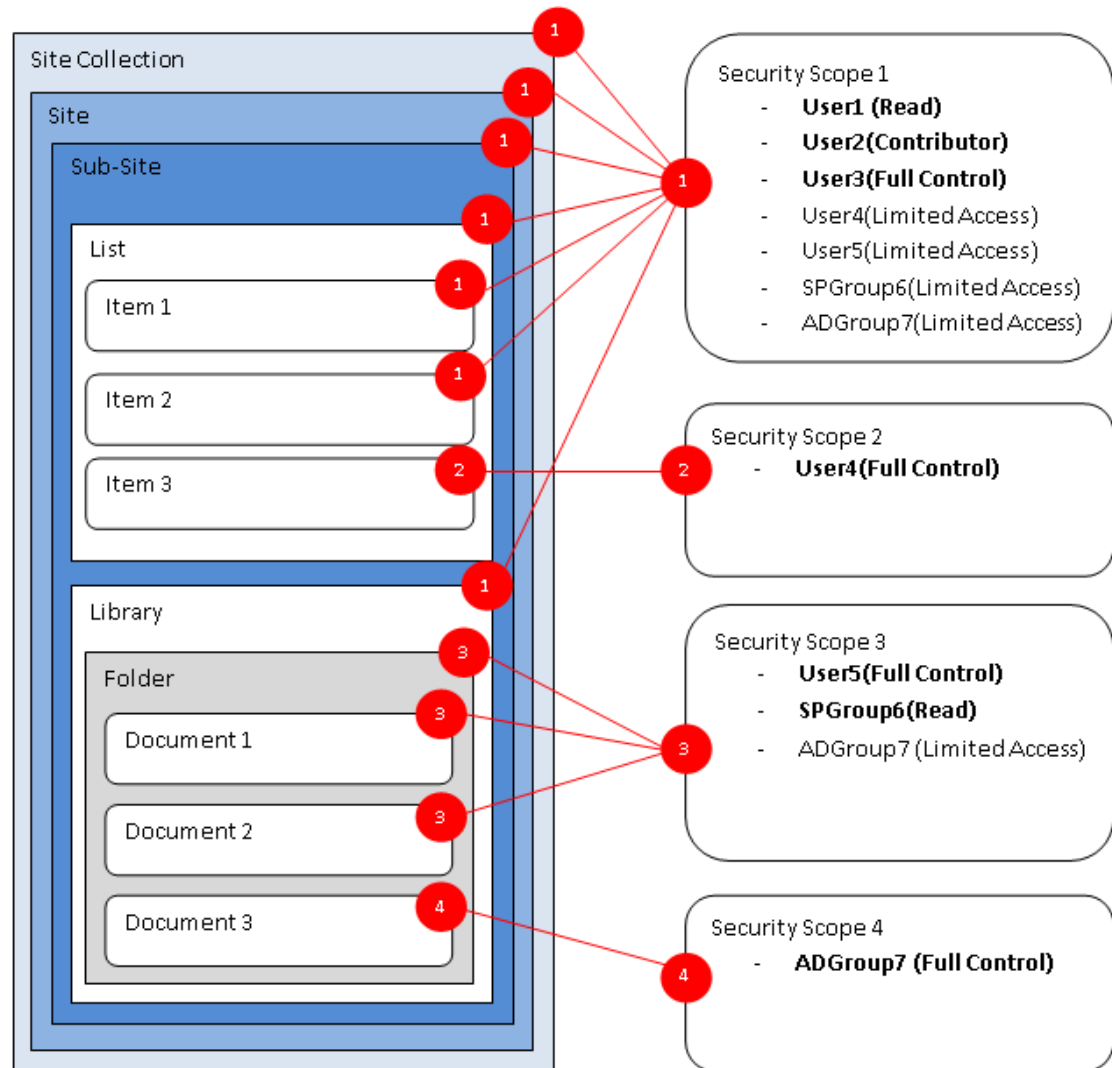 Site Collection
1
Site
1
Sub-Site
1
List
1
Item 1
1
Item 2
1
Item 3
2
Library
1
Folder
3
Document 1
3
Document 2
3
Document 3
4
1
Security Scope 1
- User1 (Read)
- User2(Contributor)
- User3(Full Control)
- User4(Limited Access)
- User5(Limited Access)
- SPGroup6(Limited Access)
- ADGroup7(Limited Access)
2
Security Scope 2
- User4(Full Control)
3
Security Scope 3
- User5(Full Control)
- SPGroup6(Read)
- ADGroup7 (Limited Access)
4
Security Scope 4
- ADGroup7 (Full Control)